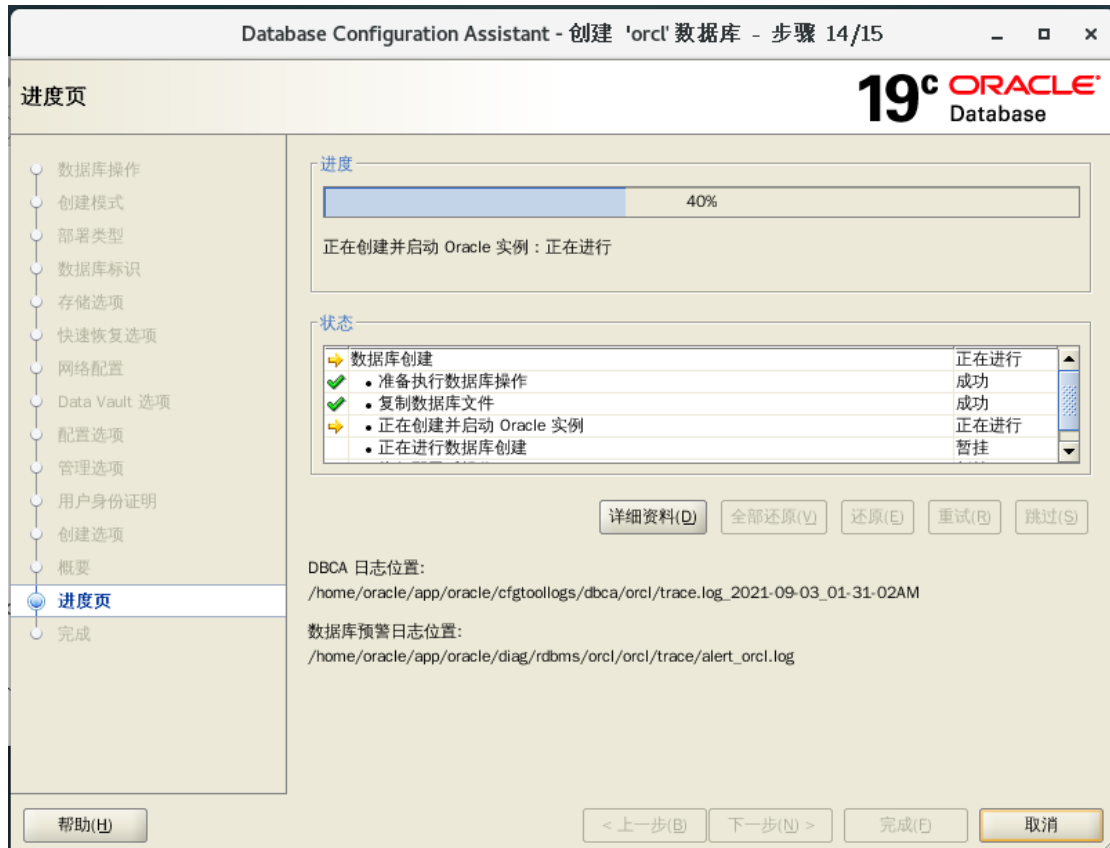 Database Configuration Assistant - 创建 'orcl' 数据库 - 步骤 14/15
进度页
19c ORACLE
Database
数据库操作
创建模式
部署类型
数据库标识
存储选项
快速恢复选项
网络配置
Data Vault 选项
配置选项
管理选项
用户身份证明
创建选项
概要
进度页
完成
进度
40%
正在创建并启动 Oracle 实例：正在进行
状态
数据库创建 正在进行
• 准备执行数据库操作 成功
• 复制数据库文件 成功
• 正在创建并启动 Oracle 实例 正在进行
• 正在进行数据库创建 暂挂
详细资料(D) 全部还原(V) 还原(E) 重试(R) 跳过(S)
DBCA 日志位置:
/home/oracle/app/oracle/cfgtoollogs/dbca/orcl/trace.log_2021-09-03_01-31-02AM
数据库预警日志位置:
/home/oracle/app/oracle/diag/rdbms/orcl/orcl/trace/alert_orcl.log
帮助(H) < 上一步(B) 下一步(N) > 完成(F) 取消